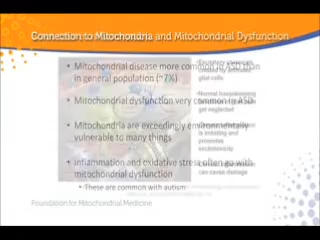 Connection to Mitochondria and Mitochondrial Dysfunction
• Mitochondrial disease more common in ASD than
in general population (~7%)
• Mitochondrial dysfunction very common in ASD
• Mitochondria are exceedingly environmentally
vulnerable to many things
• Inflammation and oxidative stress often go with
mitochondrial dysfunction
• These are common with autism
glial cells
Normal housekeeping
get neglected
is irritating and
promotes
excitotoxicity
can cause damage
Foundation for Mitochondrial Medicine